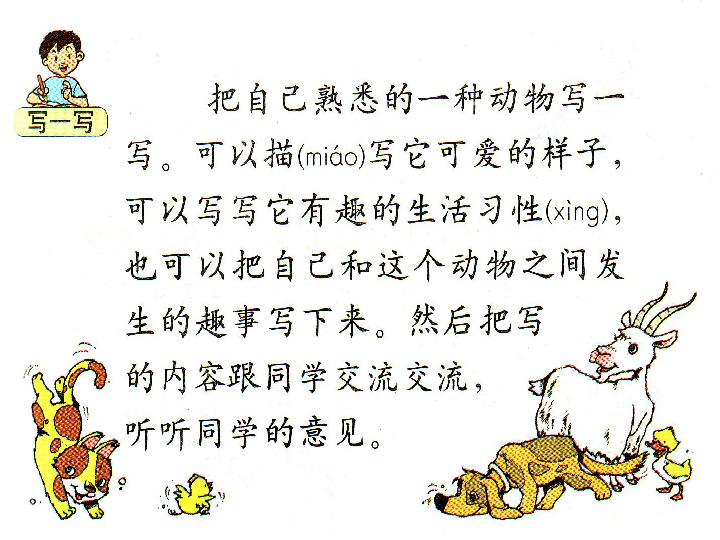 写一写
把自己熟悉的一种动物写一
写。可以描(miáo)写它可爱的样子，
可以写写它有趣的生活习性(xìng)，
也可以把自己和这个动物之间发
生的趣事写下来。然后把写
的内容跟同学交流交流，
听听同学的意见。